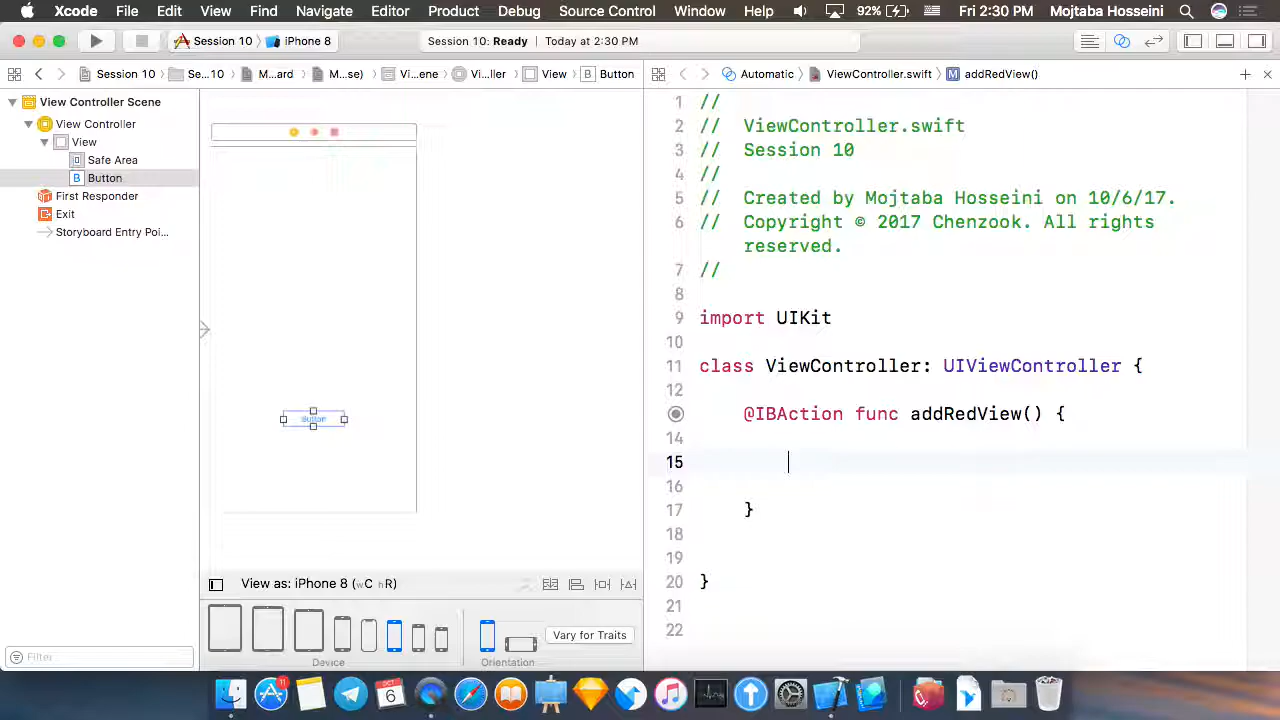 Xcode File Edit View Find Navigate Editor Product Debug Source Control Window Help 92% Fri 2:30 PM Mojtaba Hosseini
Session 10 iPhone 8 Session 10: Ready Today at 2:30 PM
Session 10 Se...10 M...ard M...se) Vi...ene Vi...ller View B Button Automatic ViewController.swift M addRedView()
View Controller Scene
View Controller
View
Safe Area
B Button
First Responder
Exit
Storyboard Entry Poi...
Button
1 //
2 // ViewController.swift
3 // Session 10
4 //
5 // Created by Mojtaba Hosseini on 10/6/17.
6 // Copyright © 2017 Chenzook. All rights
reserved.
7 //
8
9 import UIKit
10
11 class ViewController: UIViewController {
12
@IBAction func addRedView() {
14
15
16
17 }
18
19
20 }
21
22
View as: iPhone 8 (wC hR)
Vary for Traits
Device
Orientation
Filter
11
OCT
6